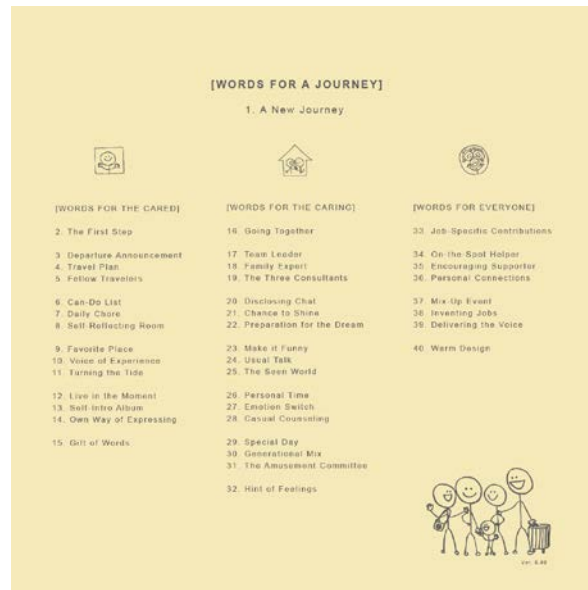 [WORDS FOR A JOURNEY]
1. A New Journey
[WORDS FOR THE CARED]
2. The First Step
3. Departure Announcement
4. Travel Plan
5. Fellow Travelers
6. Can-Do List
7. Daily Chore
8. Self-Reflecting Room
9. Favorite Place
10. Voice of Experience
11. Turning the Tide
12. Live in the Moment
13. Self-Intro Album
14. Own Way of Expressing
15. Gift of Words
[WORDS FOR THE CARING]
16. Going Together
17. Team Leader
18. Family Expert
19. The Three Consultants
20. Disclosing Chat
21. Chance to Shine
22. Preparation for the Dream
23. Make it Funny
24. Usual Talk
25. The Seen World
26. Personal Time
27. Emotion Switch
28. Casual Counseling
29. Special Day
30. Generational Mix
31. The Amusement Committee
32. Hint of Feelings
[WORDS FOR EVERYONE]
33. Job-Specific Contributions
34. On-the-Spot Helper
35. Encouraging Supporter
36. Personal Connections
37. Mix-Up Event
38. Inventing Jobs
39. Delivering the Voice
40. Warm Design
Ver.